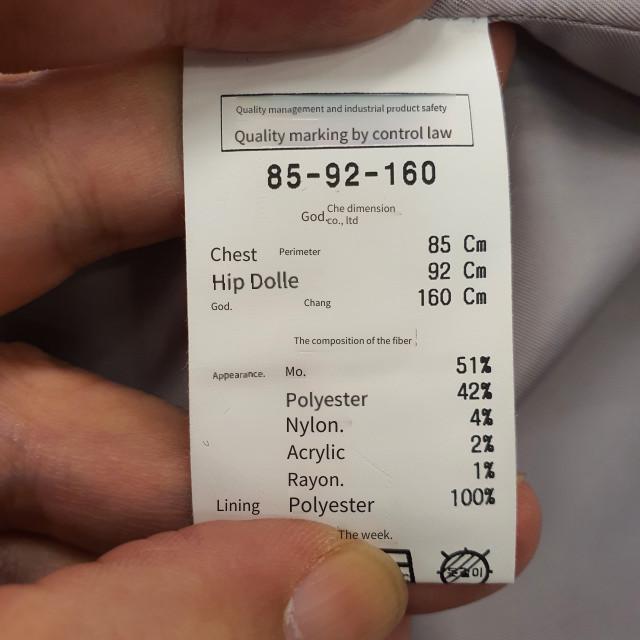 Quality management and industrial product safety
Quality marking by control law
85-92-160
God. Che dimension co., ltd
Chest Perimeter 85 Cm
Hip Dolle 92 Cm
God. Chang 160 Cm
The composition of the fiber
Appearance. Mo. 51%
Polyester 42%
Nylon. 4%
Acrylic 2%
Rayon. 1%
Lining Polyester 100%
The week.